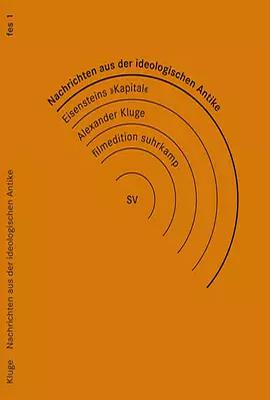 fes 1
Kluge Nachrichten aus der ideologischen Antike
Nachrichten aus der ideologischen Antike
Eisensteins »Kapital«
Alexander Kluge
filmedition suhrkamp
SV